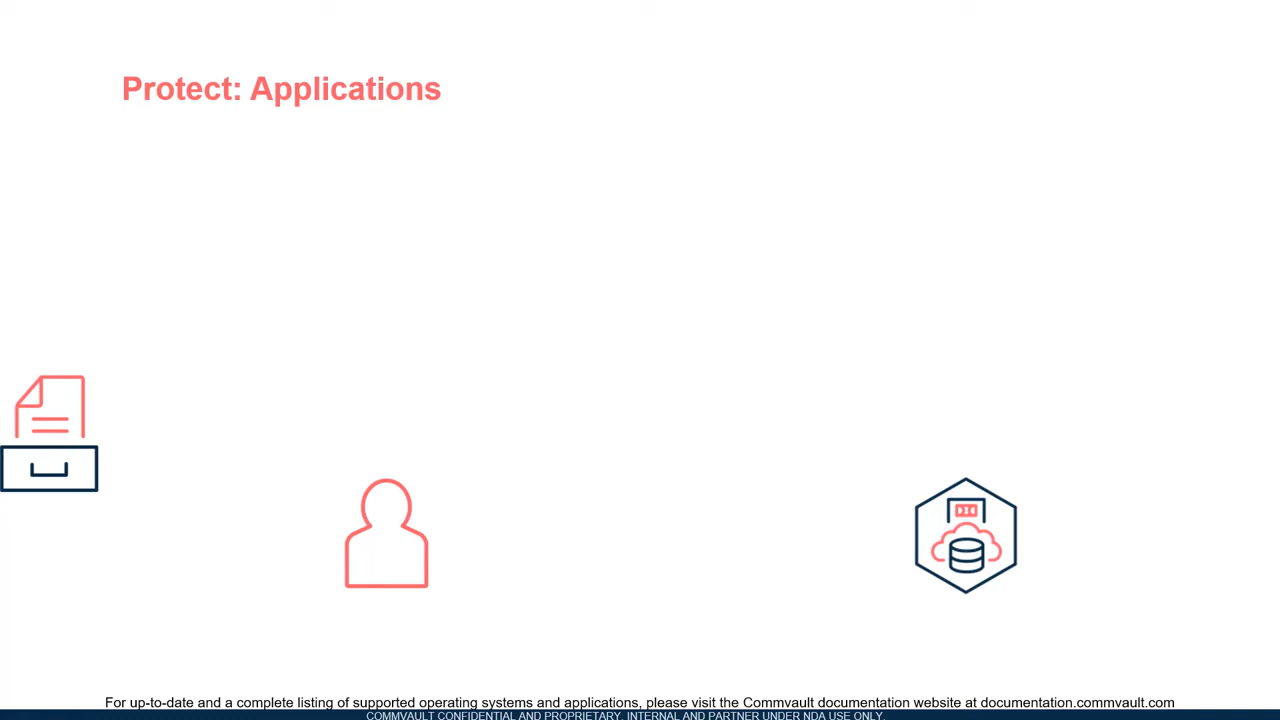 Protect: Applications
For up-to-date and a complete listing of supported operating systems and applications, please visit the Commvault documentation website at documentation.commvault.com
COMMVAULT CONFIDENTIAL AND PROPRIETARY. INTERNAL AND PARTNER UNDER NDA USE ONLY.